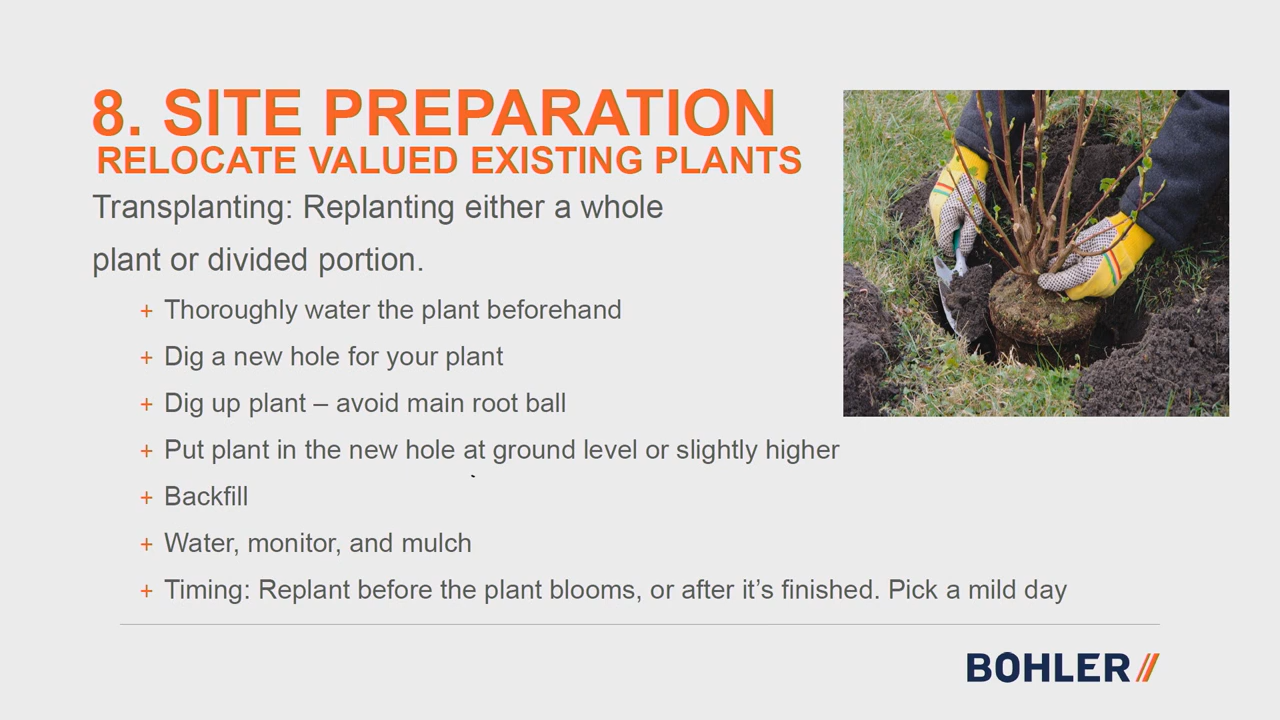 8. SITE PREPARATION
RELOCATE VALUED EXISTING PLANTS
Transplanting: Replanting either a whole
plant or divided portion.
+ Thoroughly water the plant beforehand
+ Dig a new hole for your plant
+ Dig up plant – avoid main root ball
+ Put plant in the new hole at ground level or slightly higher
+ Backfill
+ Water, monitor, and mulch
+ Timing: Replant before the plant blooms, or after it’s finished. Pick a mild day
BOHLER//